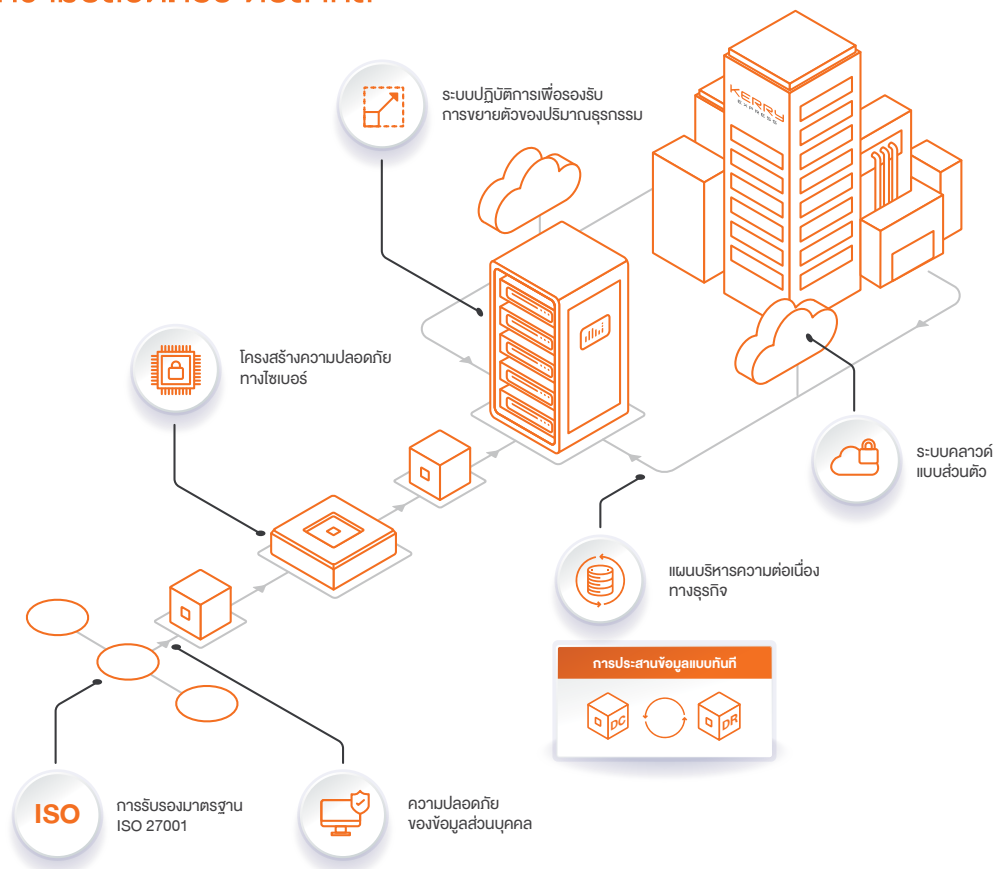 ระบบปฏิบัติการเพื่อรองรับ
การขยายตัวของปริมาณธุรกรรม
KERRY
EXPRESS
โครงสร้างความปลอดภัย
ทางไซเบอร์
ระบบคลาวด์
แบบส่วนตัว
แผนบริหารความต่อเนื่อง
ทางธุรกิจ
การประสานข้อมูลแบบทันที
DC
DR
ISO
การรับรองมาตรฐาน
ISO 27001
ความปลอดภัย
ของข้อมูลส่วนบุคคล